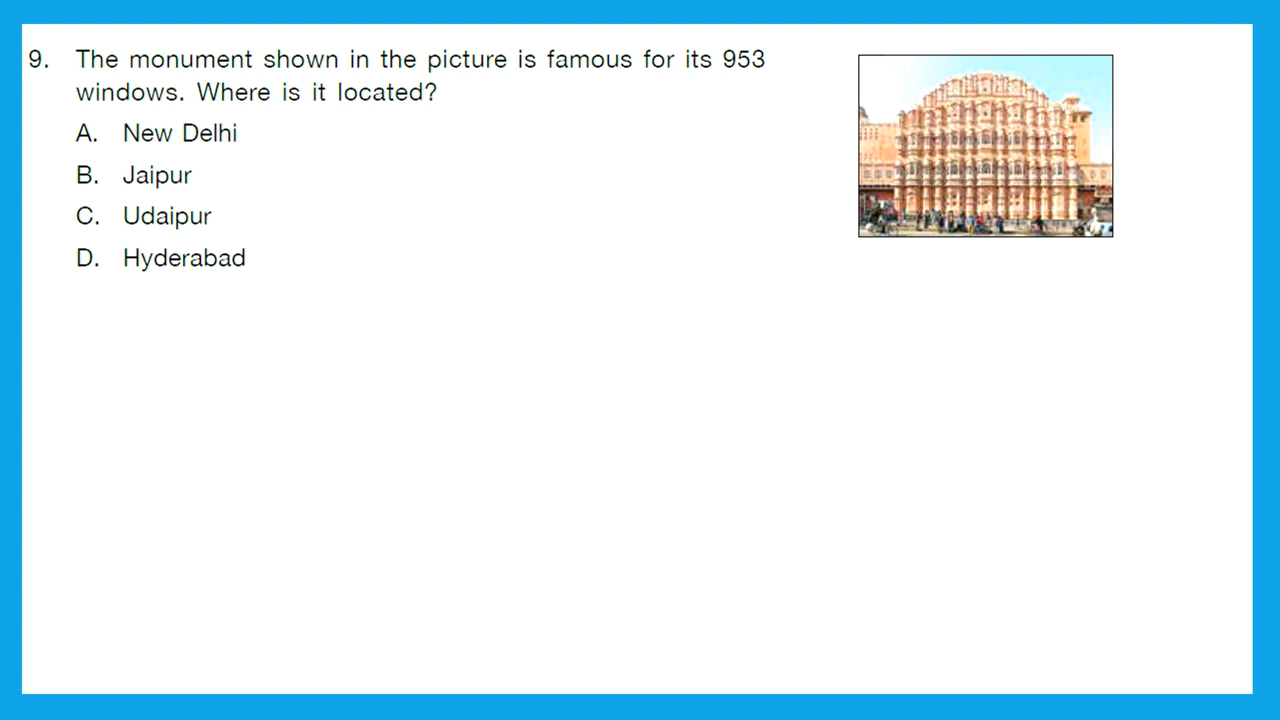 9. The monument shown in the picture is famous for its 953
windows. Where is it located?
A. New Delhi
B. Jaipur
C. Udaipur
D. Hyderabad